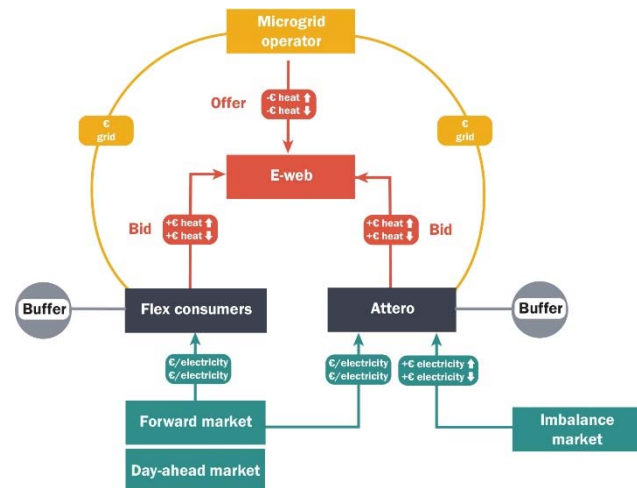 Microgrid
operator
Offer
-€ heat ⬆
-€ heat ⬇
€
grid
€
grid
E-web
Bid
+€ heat ⬆
+€ heat ⬇
+€ heat ⬆
+€ heat ⬇
Bid
Buffer
Flex consumers
Attero
Buffer
€/electricity
€/electricity
€/electricity
€/electricity
+€ electricity ⬆
+€ electricity ⬇
Forward market
Imbalance
market
Day-ahead market